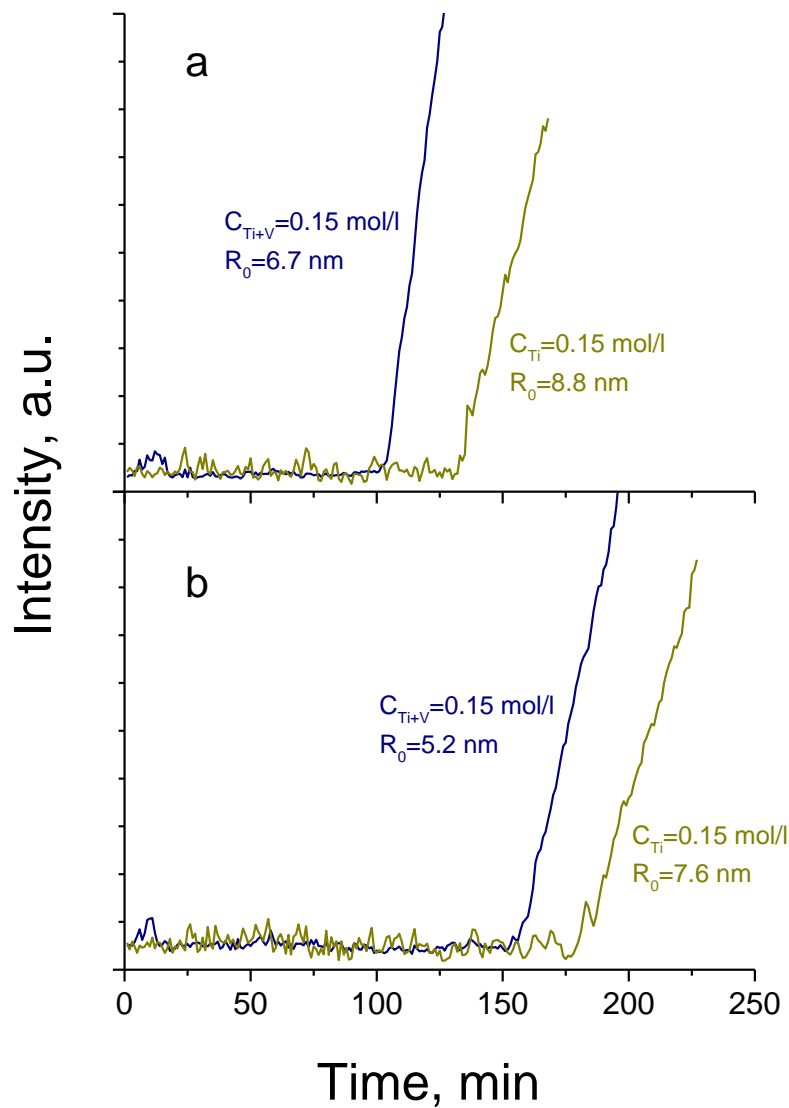 a
C_Ti+V=0.15 mol/l
R_0=6.7 nm
C_Ti=0.15 mol/l
R_0=8.8 nm
Intensity, a.u.
b
C_Ti+V=0.15 mol/l
R_0=5.2 nm
C_Ti=0.15 mol/l
R_0=7.6 nm
0 50 100 150 200 250
Time, min